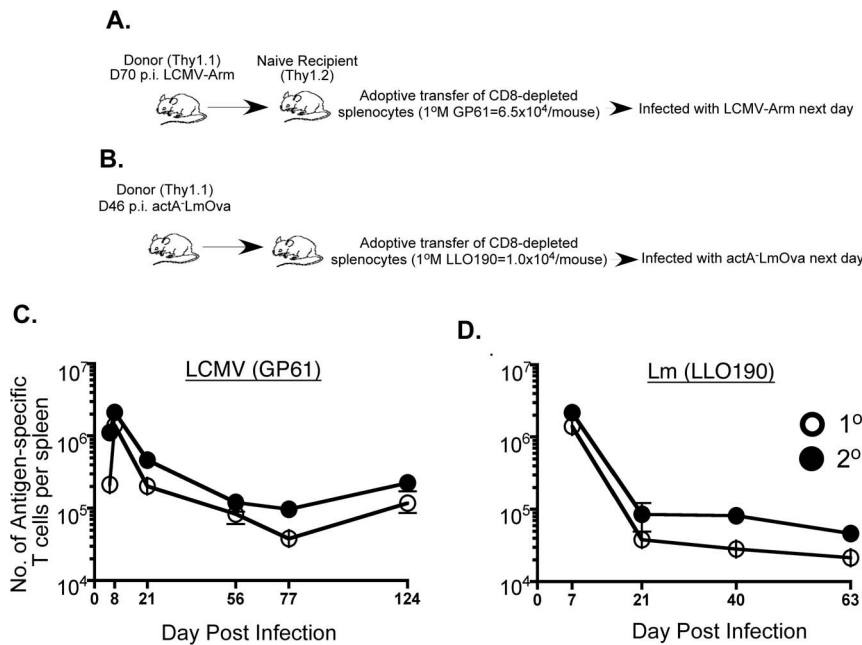 A.
Donor (Thy1.1)
D70 p.i. LCMV-Arm
Naive Recipient
(Thy1.2)
Adoptive transfer of CD8-depleted
splenocytes (1ºM GP61=6.5x10⁴/mouse)
Infected with LCMV-Arm next day
B.
Donor (Thy1.1)
D46 p.i. actA⁻LmOva
Adoptive transfer of CD8-depleted
splenocytes (1ºM LLO190=1.0x10⁴/mouse)
Infected with actA⁻LmOva next day
C.
LCMV (GP61)
No. of Antigen-specific
T cells per spleen
10⁷
10⁶
10⁵
10⁴
0 8 21 56 77 124
Day Post Infection
D.
Lm (LLO190)
10⁷
10⁶
10⁵
10⁴
0 7 21 40 63
Day Post Infection
1º
2º